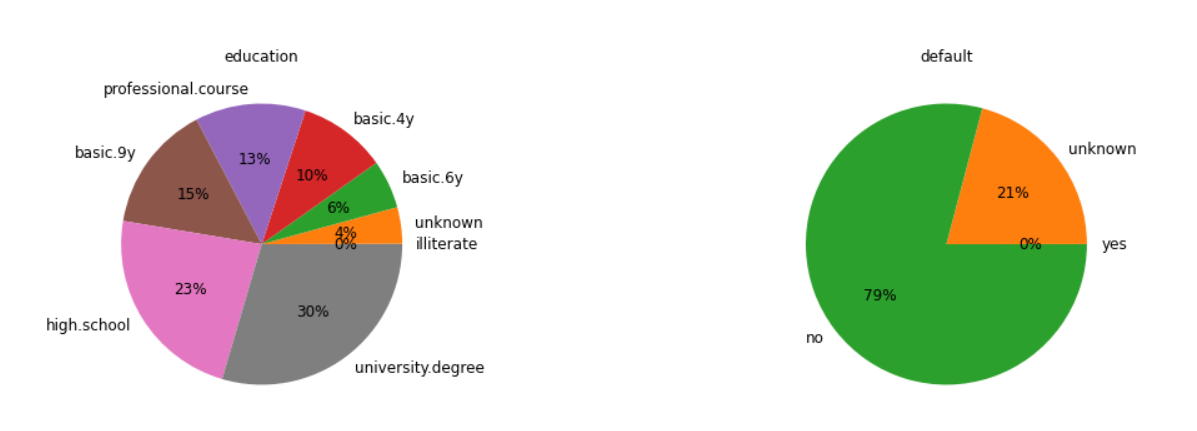 education
professional.course
basic.4y
basic.9y
13%
10%
basic.6y
15%
6%
unknown
4%
0%
illiterate
23%
30%
high.school
university.degree
default
unknown
21%
0%
yes
79%
no